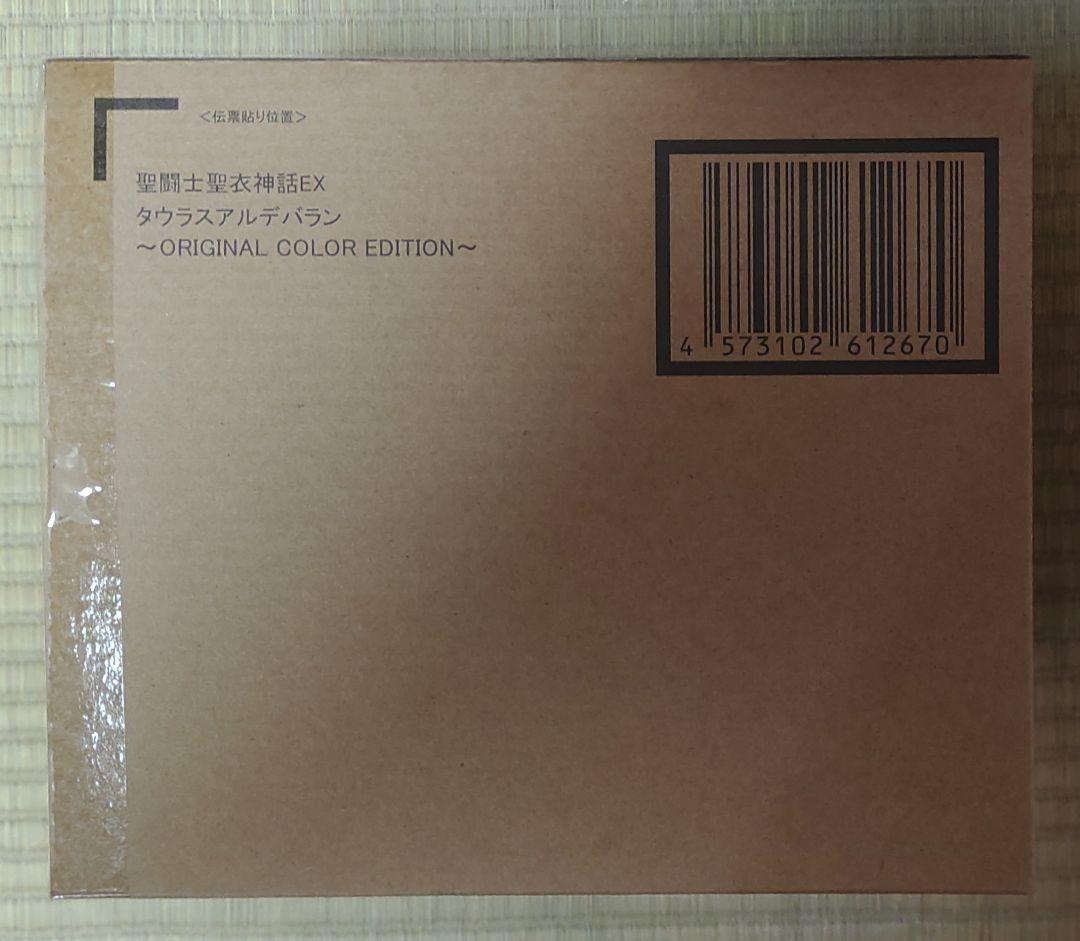 ＜伝票貼り位置＞
聖闘士聖衣神話EX
タウラスアルデバラン
～ORIGINAL COLOR EDITION～
4 573102 612670